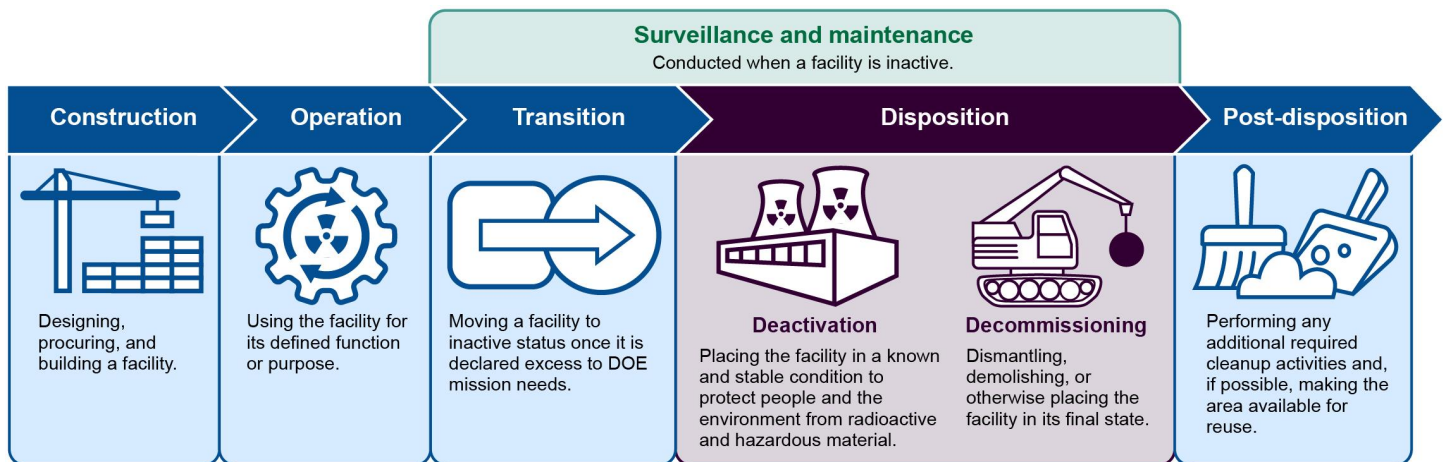 Surveillance and maintenance
Conducted when a facility is inactive.
Construction
Operation
Transition
Disposition
Post-disposition
Designing,
procuring, and
building a facility.
Using the facility for
its defined function
or purpose.
Moving a facility to
inactive status once it is
declared excess to DOE
mission needs.
Deactivation
Placing the facility in a known
and stable condition to
protect people and the
environment from radioactive
and hazardous material.
Decommissioning
Dismantling,
demolishing, or
otherwise placing the
facility in its final state.
Performing any
additional required
cleanup activities and,
if possible, making the
area available for
reuse.